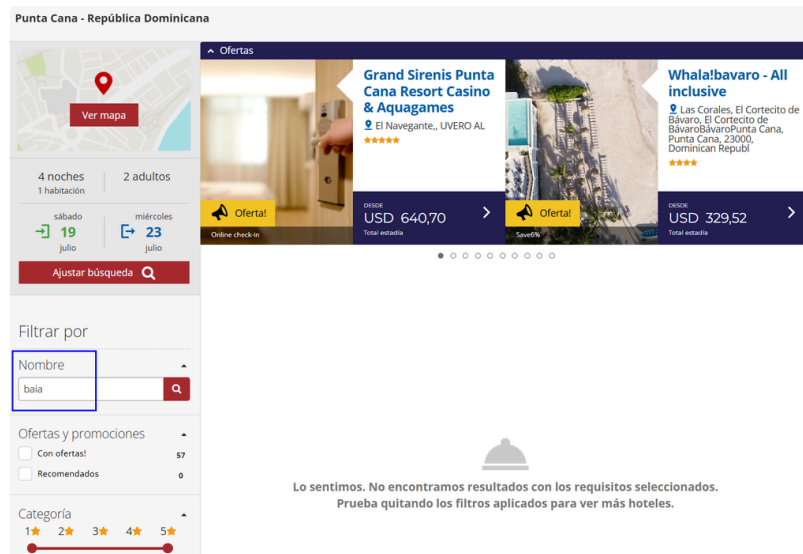 Punta Cana - República Dominicana
Ver mapa
4 noches
1 habitación
2 adultos
sábado
19
julio
miércoles
23
julio
Ajustar búsqueda
Filtrar por
Nombre
baia
Ofertas y promociones
Con ofertas! 57
Recomendados 0
Categoría
1 2 3 4 5
Ofertas
Oferta!
Online check-in
Grand Sirenis Punta
Cana Resort Casino
& Aquagames
El Navegante,, UVERO AL
DESDE
USD 640,70
Total estadía
Oferta!
Save6%
Whala!bavaro - All
inclusive
Las Corales, El Cortecito de
Bávaro, El Cortecito de
BávaroBávaroPunta Cana,
Punta Cana, 23000,
Dominican Republ
DESDE
USD 329,52
Total estadía
Lo sentimos. No encontramos resultados con los requisitos seleccionados.
Prueba quitando los filtros aplicados para ver más hoteles.